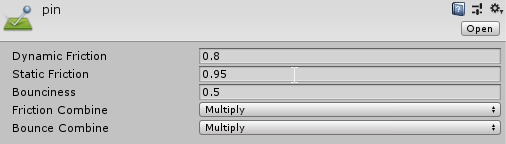 pin
Open
Dynamic Friction 0.8
Static Friction 0.95
Bounciness 0.5
Friction Combine Multiply
Bounce Combine Multiply